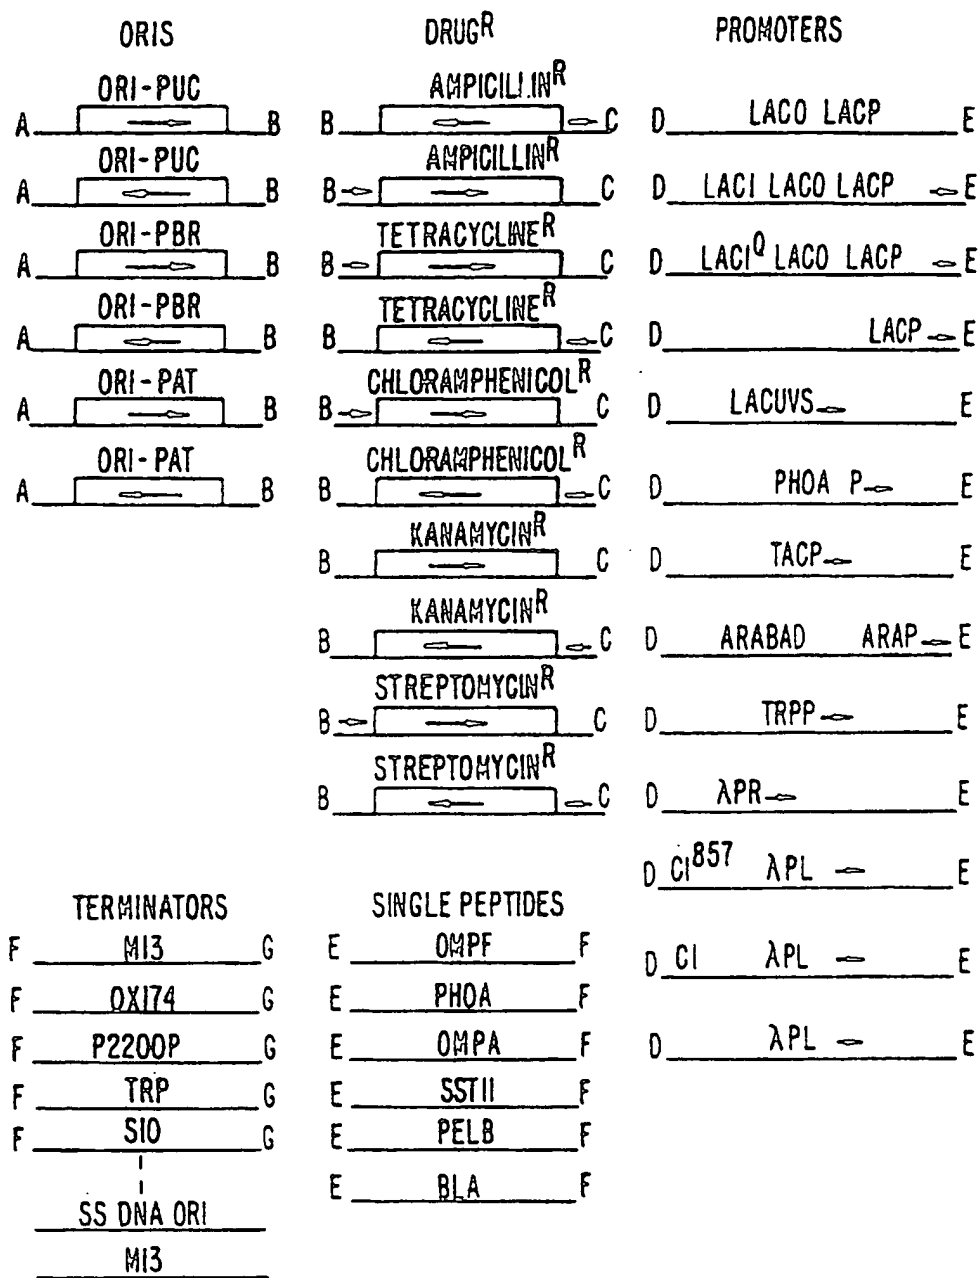 ORIS
ORI-PUC
A B
ORI-PUC
A B
ORI-PBR
A B
ORI-PBR
A B
ORI-PAT
A B
ORI-PAT
A B
DRUGR
AMPICILLINR
B C
AMPICILLINR
B C
TETRACYCLINER
B C
TETRACYCLINER
B C
CHLORAMPHENICOLR
B C
CHLORAMPHENICOLR
B C
KANAMYCINR
B C
KANAMYCINR
B C
STREPTOMYCINR
B C
STREPTOMYCINR
B C
PROMOTERS
D LACO LACP E
D LACI LACO LACP E
D LACIQ LACO LACP E
D LACP E
D LACUVS E
D PHOA P E
D TACP E
D ARABAD ARAP E
D TRPP E
D λPR E
D CI857 λPL E
D CI λPL E
D λPL E
TERMINATORS
F M13 G
F OX174 G
F P2200P G
F TRP G
F S10 G
SS DNA ORI
M13
SINGLE PEPTIDES
E OMPF F
E PHOA F
E OMPA F
E SSTII F
E PELB F
E BLA F